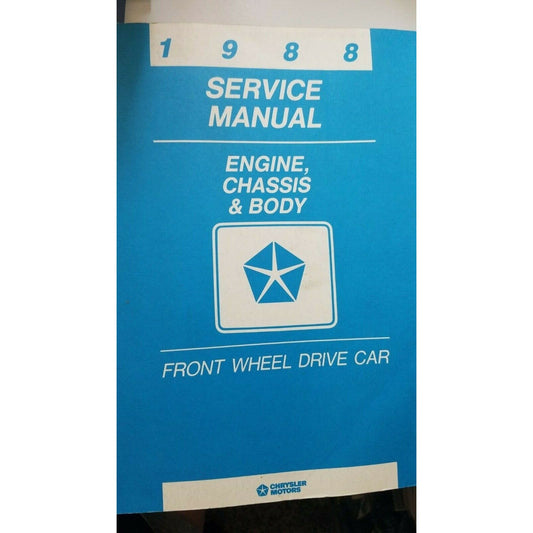 1 9 8 8
SERVICE
MANUAL
ENGINE,
CHASSIS
& BODY
FRONT WHEEL DRIVE CAR
CHRYSLER
MOTORS